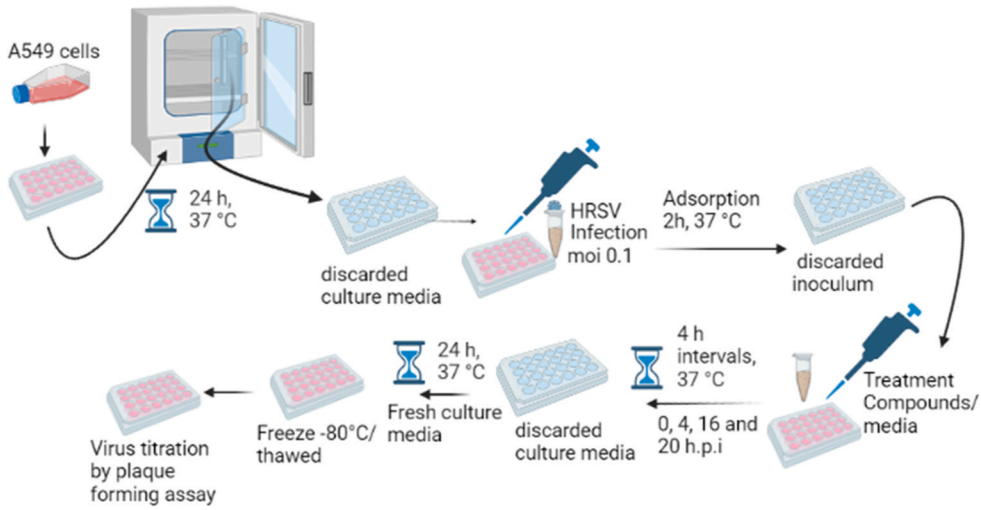 A549 cells
24 h,
37 °C
discarded
culture media
HRSV
Infection
moi 0.1
Adsorption
2h, 37 °C
discarded
inoculum
Treatment
Compounds/
media
4 h
intervals,
37 °C
0, 4, 16 and
20 h.p.i
discarded
culture media
24 h,
37 °C
Fresh culture
media
Freeze -80°C/
thawed
Virus titration
by plaque
forming assay